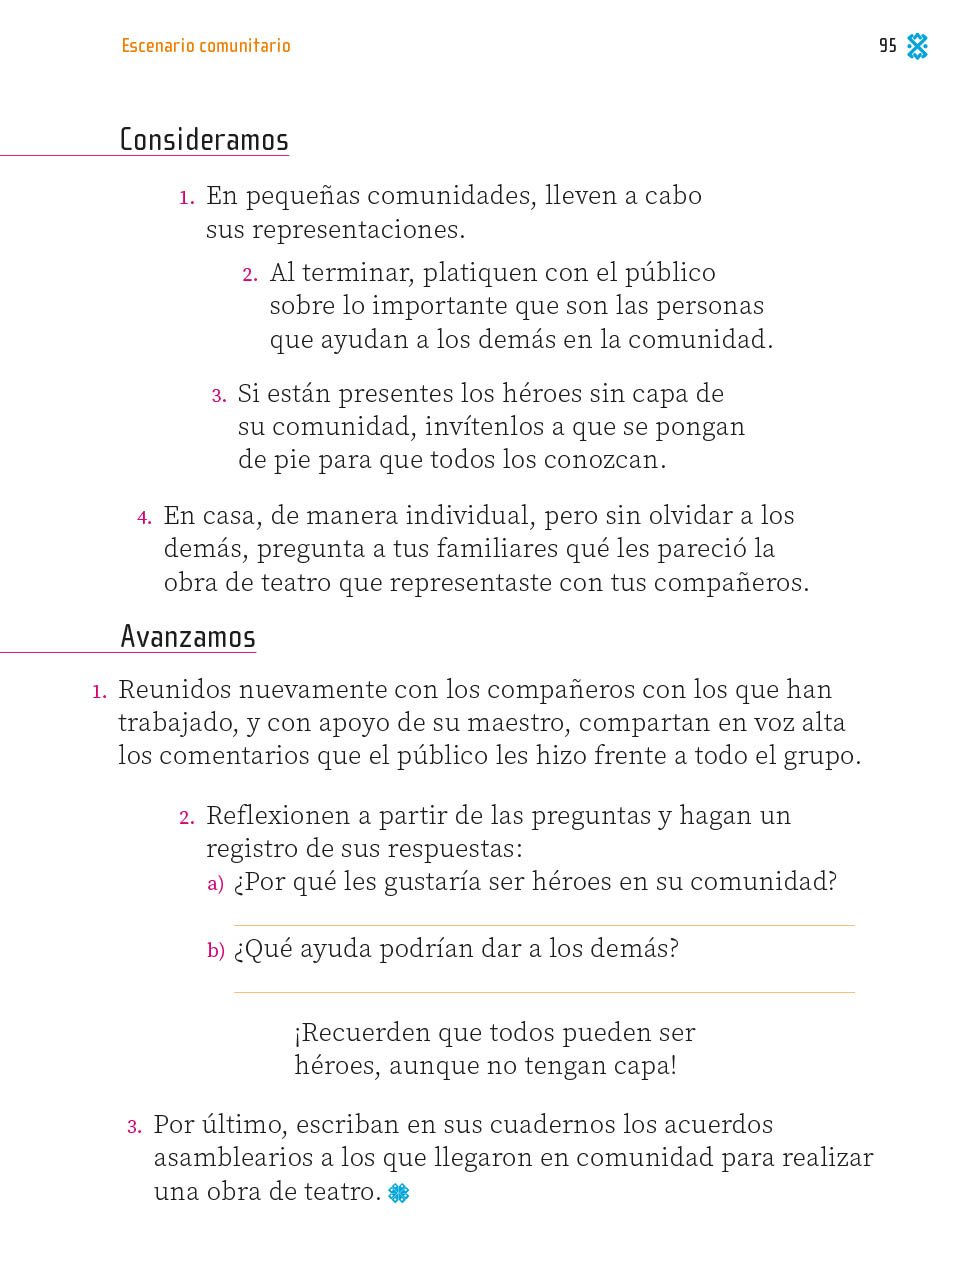 Escenario comunitario
95
Consideramos
1. En pequeñas comunidades, lleven a cabo
sus representaciones.
2. Al terminar, platiquen con el público
sobre lo importante que son las personas
que ayudan a los demás en la comunidad.
3. Si están presentes los héroes sin capa de
su comunidad, invítenlos a que se pongan
de pie para que todos los conozcan.
4. En casa, de manera individual, pero sin olvidar a los
demás, pregunta a tus familiares qué les pareció la
obra de teatro que representaste con tus compañeros.
Avanzamos
1. Reunidos nuevamente con los compañeros con los que han
trabajado, y con apoyo de su maestro, compartan en voz alta
los comentarios que el público les hizo frente a todo el grupo.
2. Reflexionen a partir de las preguntas y hagan un
registro de sus respuestas:
a) ¿Por qué les gustaría ser héroes en su comunidad?
b) ¿Qué ayuda podrían dar a los demás?
¡Recuerden que todos pueden ser
héroes, aunque no tengan capa!
3. Por último, escriban en sus cuadernos los acuerdos
asamblearios a los que llegaron en comunidad para realizar
una obra de teatro.